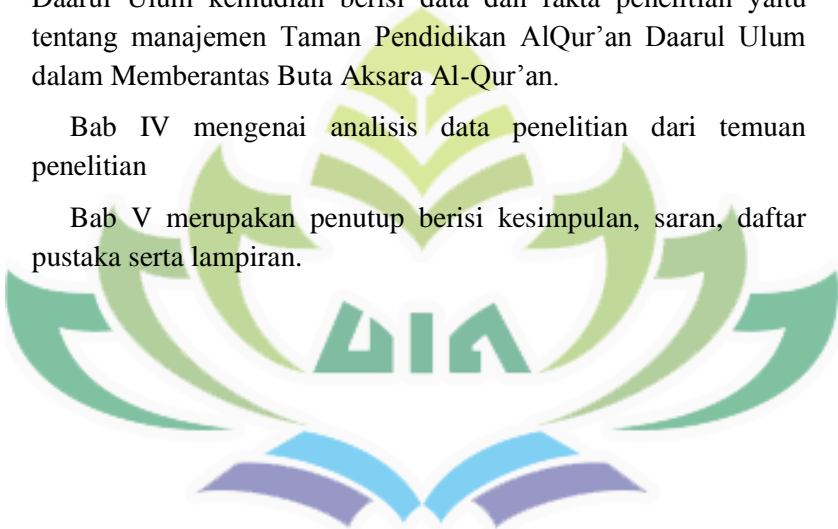 Daarul Ulum kemudian berisi data dan fakta penelitian yaitu
tentang manajemen Taman Pendidikan AlQur’an Daarul Ulum
dalam Memberantas Buta Aksara Al-Qur’an.
Bab IV mengenai analisis data penelitian dari temuan
penelitian
Bab V merupakan penutup berisi kesimpulan, saran, daftar
pustaka serta lampiran.
UIN